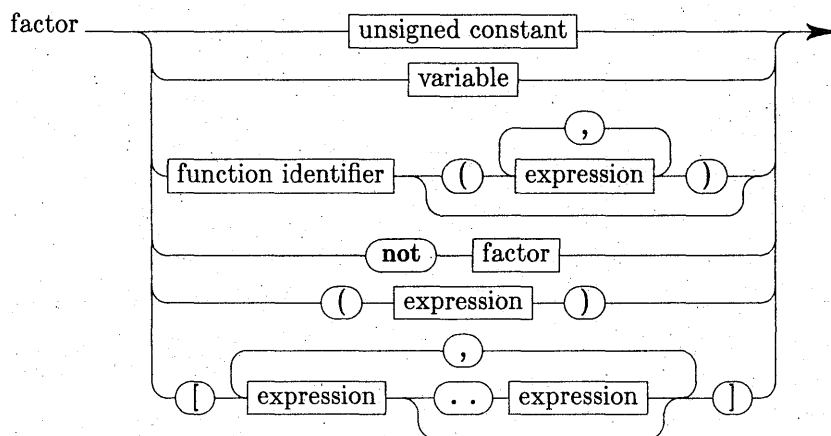 factor unsigned constant
variable
,
function identifier ( expression )
not factor
( expression )
,
[ expression .. expression ]